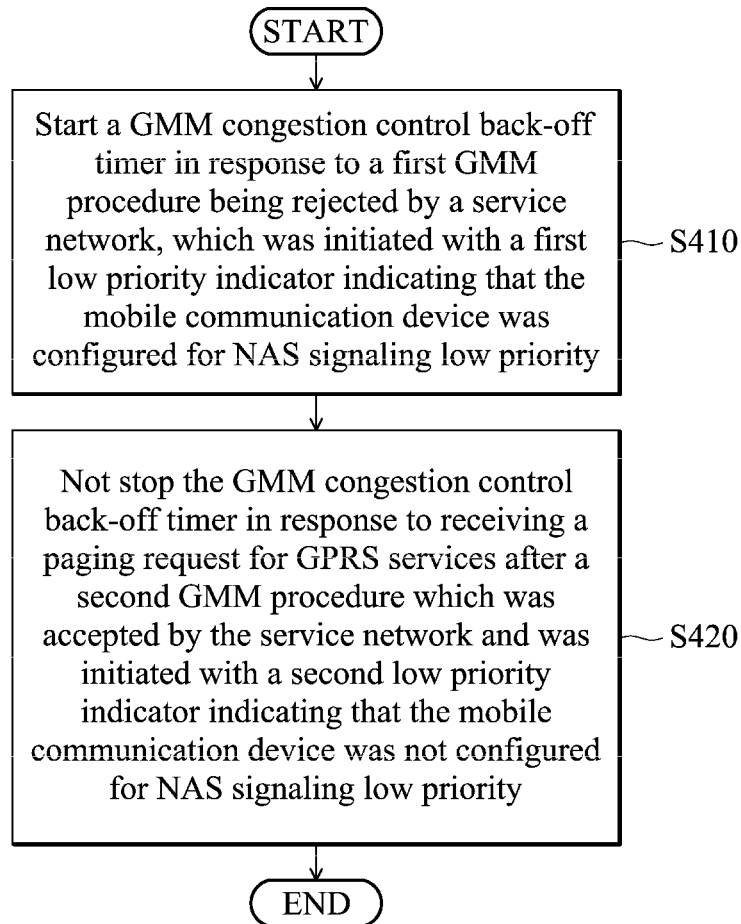 START
Start a GMM congestion control back-off
timer in response to a first GMM
procedure being rejected by a service
network, which was initiated with a first
low priority indicator indicating that the
mobile communication device was
configured for NAS signaling low priority
S410
Not stop the GMM congestion control
back-off timer in response to receiving a
paging request for GPRS services after a
second GMM procedure which was
accepted by the service network and was
initiated with a second low priority
indicator indicating that the mobile
communication device was not configured
for NAS signaling low priority
S420
END